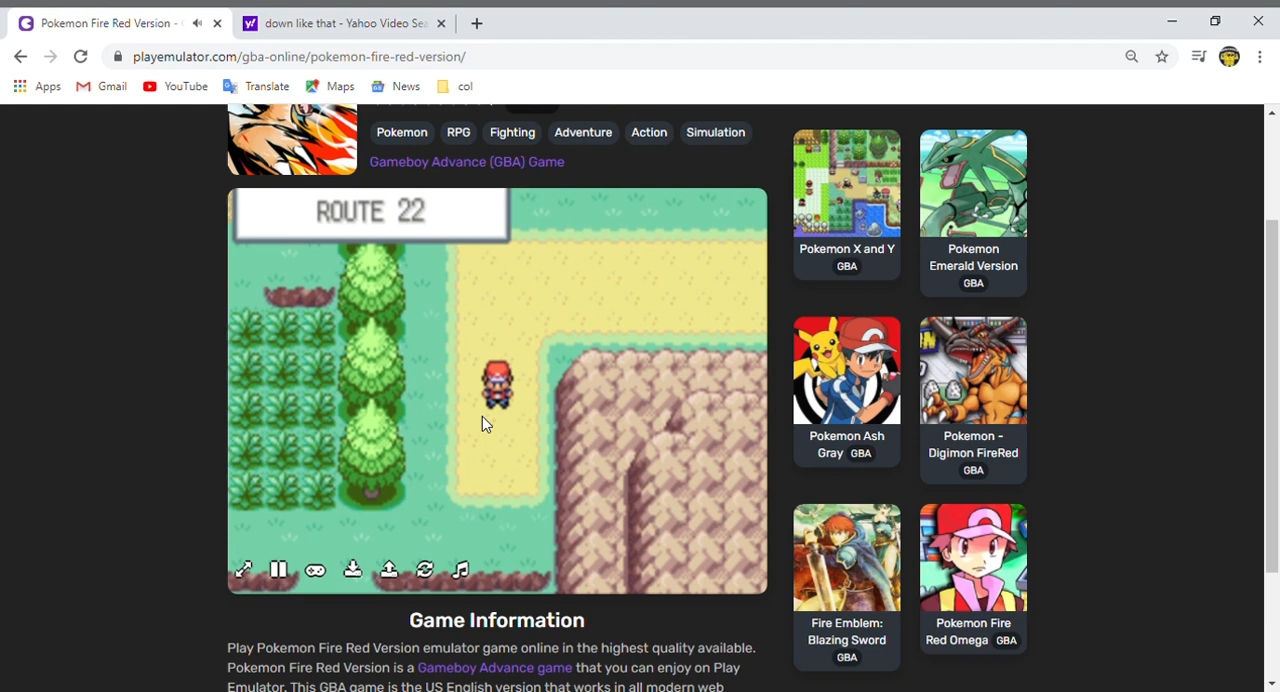 Pokemon Fire Red Version -
down like that - Yahoo Video Sea
playemulator.com/gba-online/pokemon-fire-red-version/
Apps
Gmail
YouTube
Translate
Maps
News
col
Pokemon
RPG
Fighting
Adventure
Action
Simulation
Gameboy Advance (GBA) Game
ROUTE 22
Pokemon X and Y
GBA
Pokemon
Emerald Version
GBA
Pokemon Ash
Gray GBA
Pokemon -
Digimon FireRed
GBA
Fire Emblem:
Blazing Sword
GBA
Pokemon Fire
Red Omega GBA
Game Information
Play Pokemon Fire Red Version emulator game online in the highest quality available.
Pokemon Fire Red Version is a Gameboy Advance game that you can enjoy on Play
Emulator. This GBA game is the US English version that works in all modern web